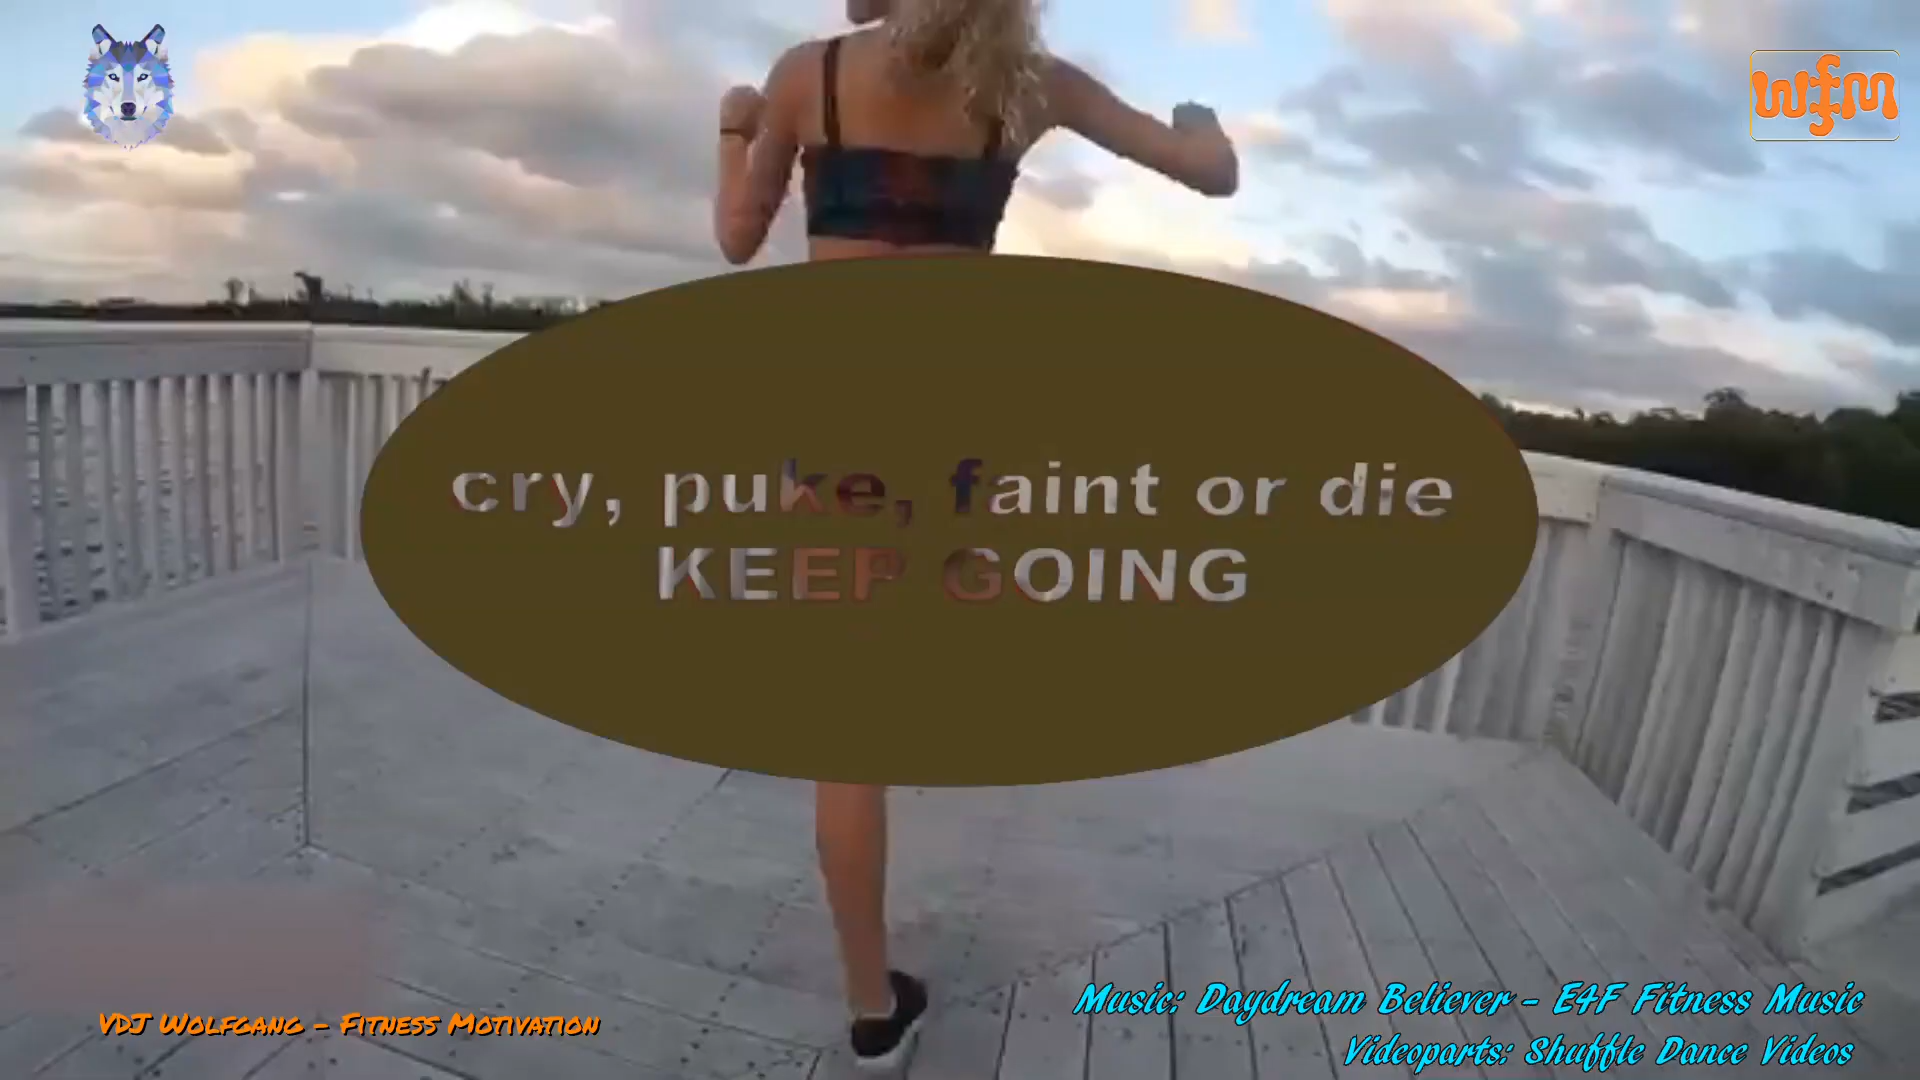 wfm
cry, puke, faint or die
KEEP GOING
Music: Daydream Believer - E4F Fitness Music
VDJ Wolfgang - Fitness Motivation
Videoparts: Shuffle Dance Videos